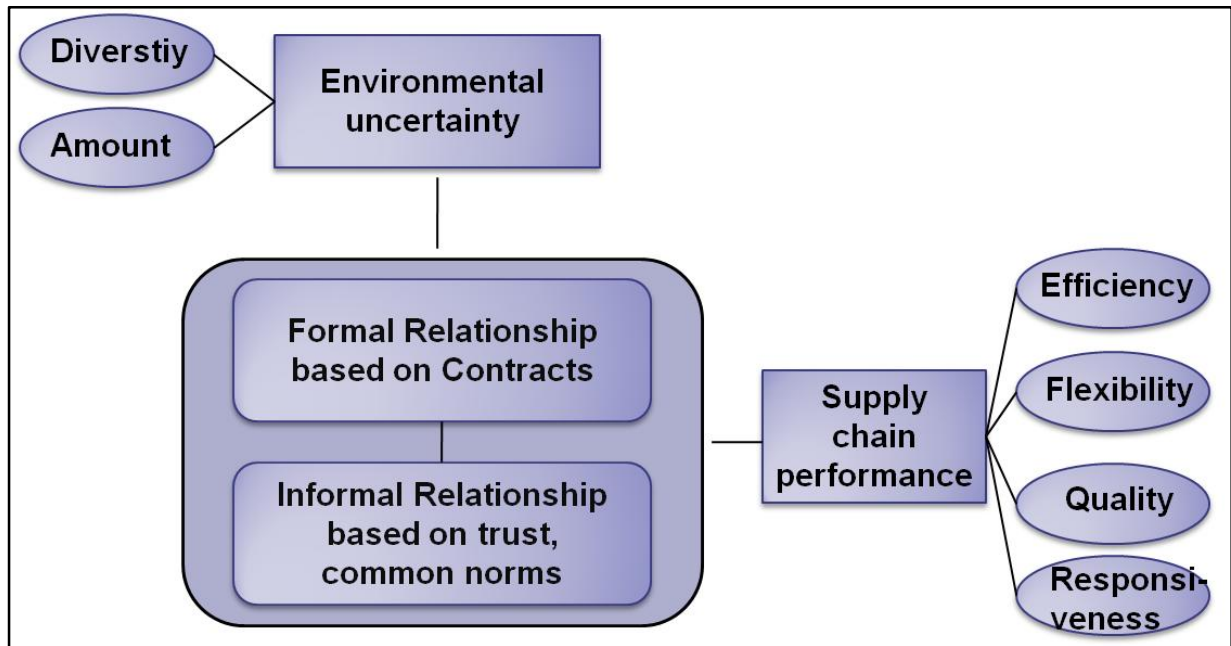 Diverstiy
Amount
Environmental
uncertainty
Formal Relationship
based on Contracts
Informal Relationship
based on trust,
common norms
Supply
chain
performance
Efficiency
Flexibility
Quality
Responsi-
veness